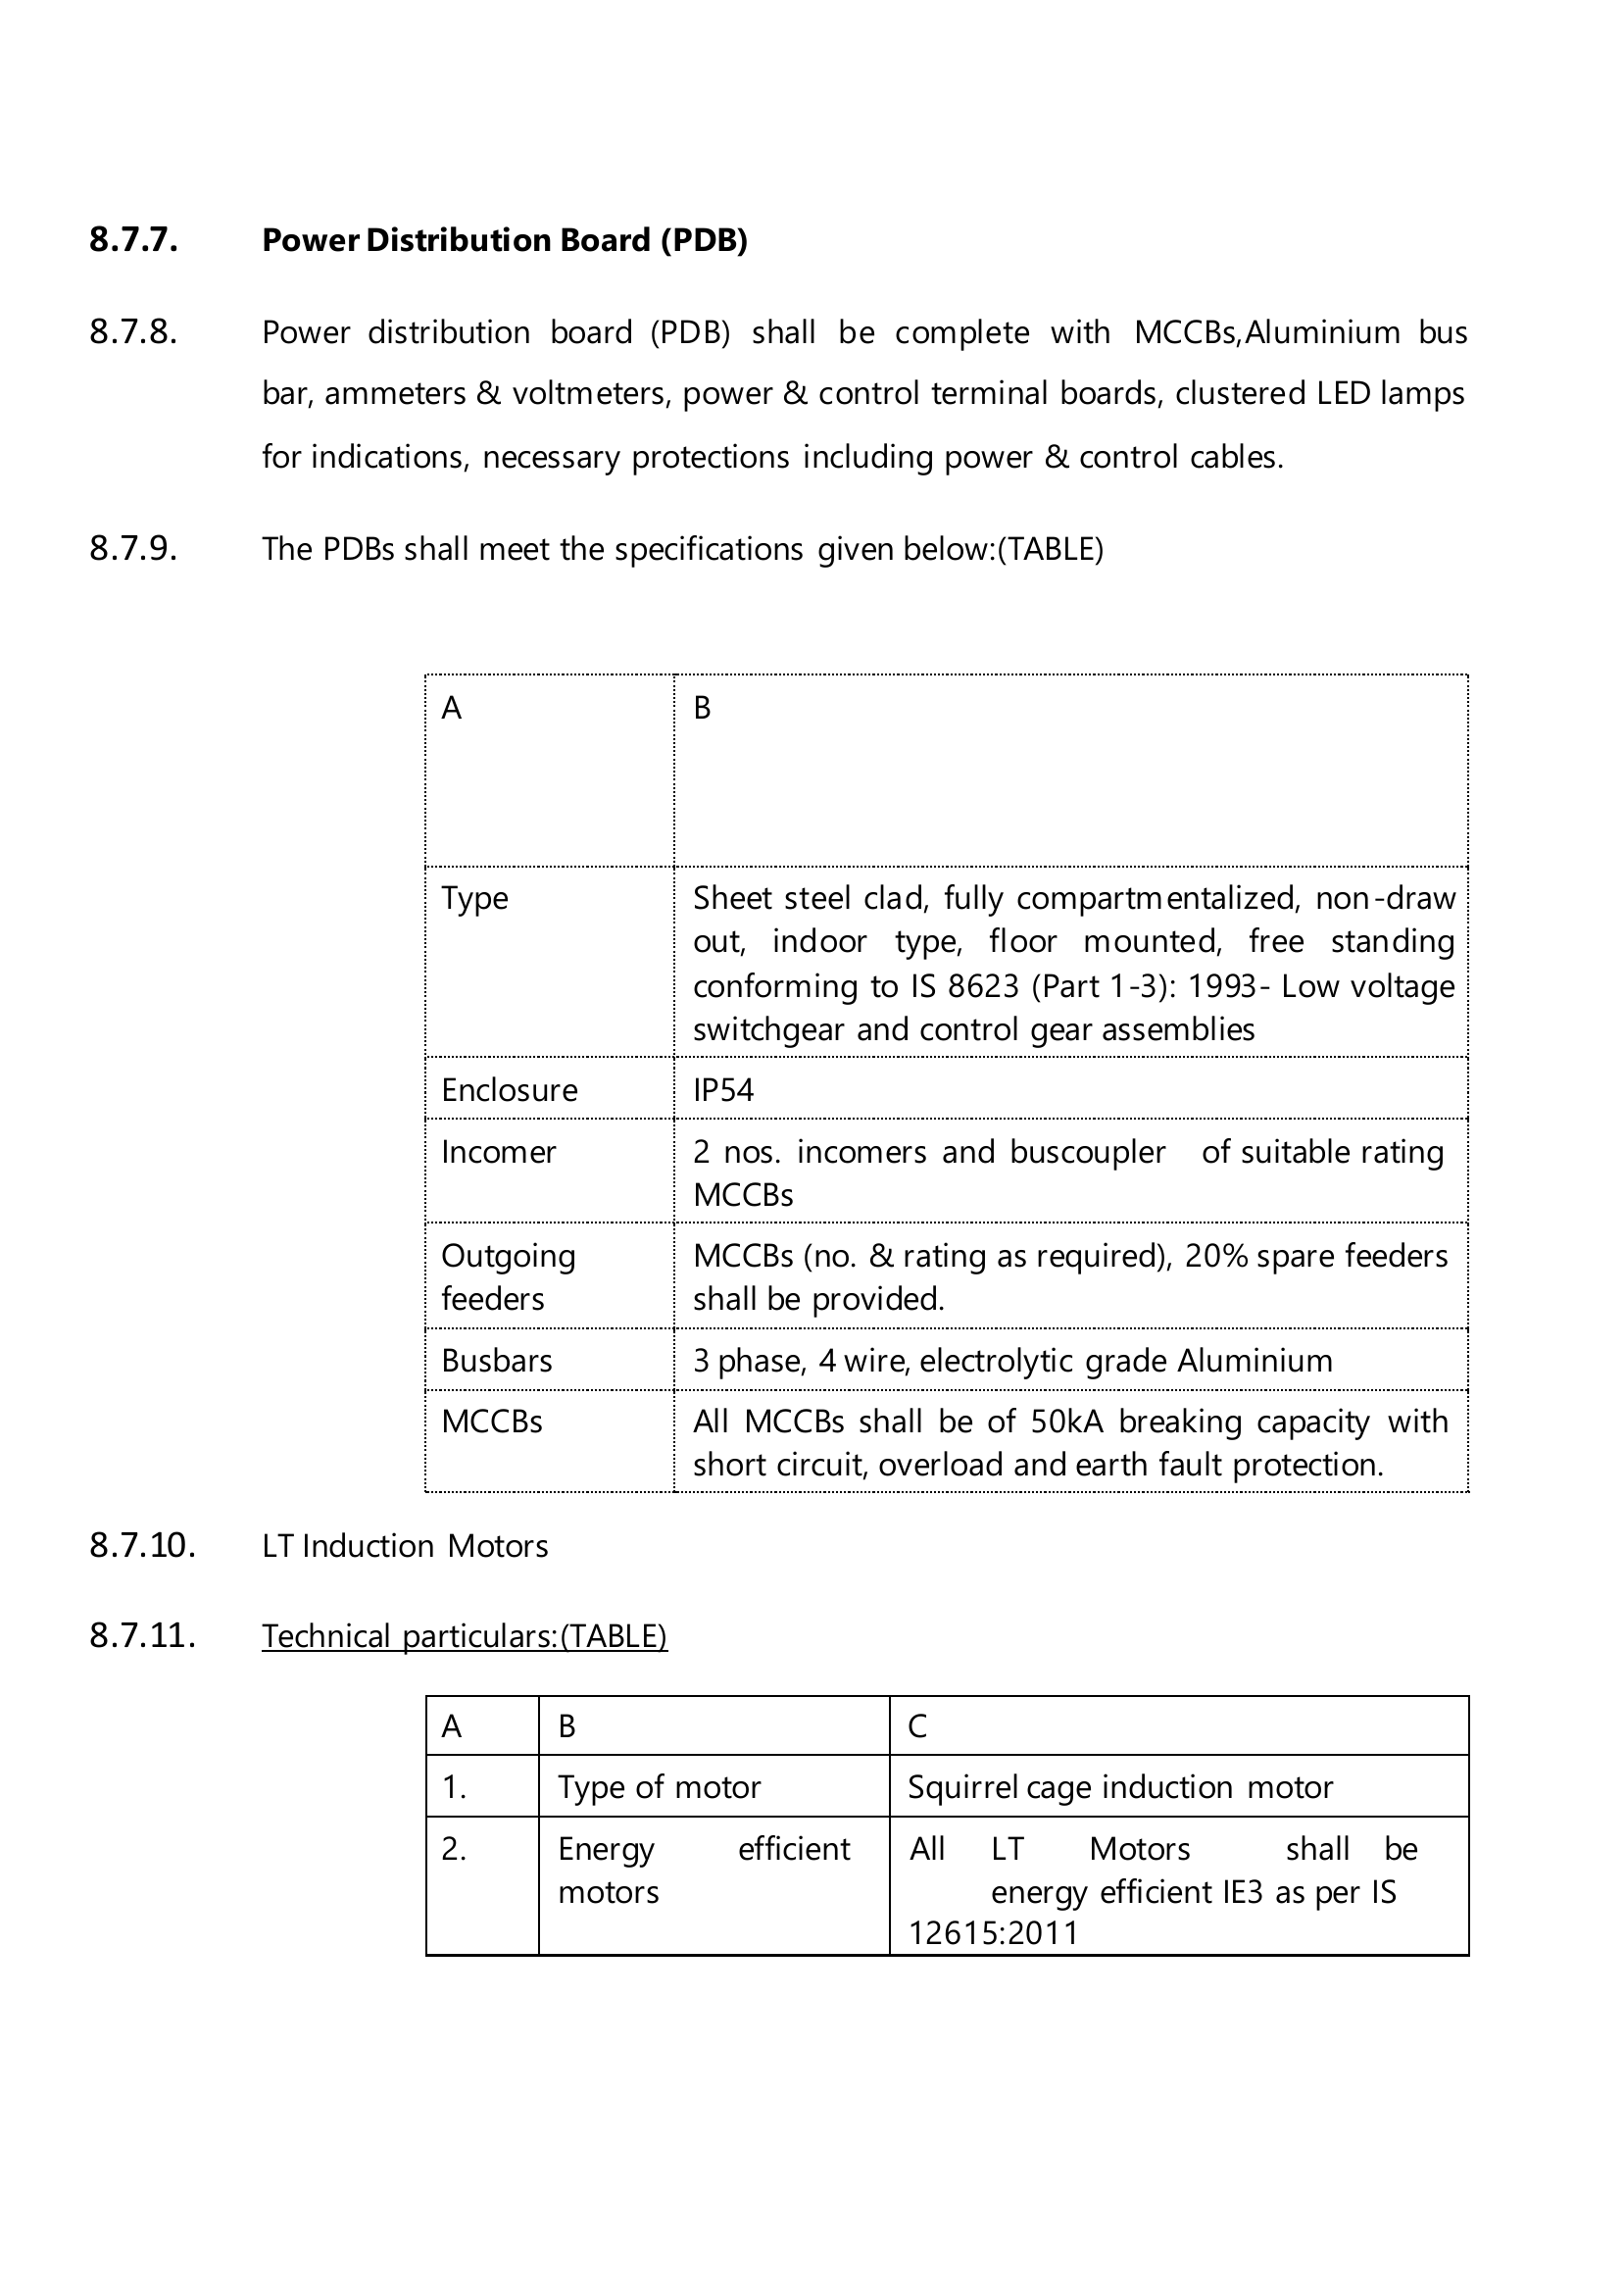 8.7.7. Power Distribution Board (PDB)
8.7.8. Power distribution board (PDB) shall be complete with MCCBs,Aluminium bus
bar, ammeters & voltmeters, power & control terminal boards, clustered LED lamps
for indications, necessary protections including power & control cables.
8.7.9. The PDBs shall meet the specifications given below:(TABLE)
A B
Type Sheet steel clad, fully compartmentalized, non-draw
out, indoor type, floor mounted, free standing
conforming to IS 8623 (Part 1-3): 1993- Low voltage
switchgear and control gear assemblies
Enclosure IP54
Incomer 2 nos. incomers and buscoupler of suitable rating
MCCBs
Outgoing MCCBs (no. & rating as required), 20% spare feeders
feeders shall be provided.
Busbars 3 phase, 4 wire, electrolytic grade Aluminium
MCCBs All MCCBs shall be of 50kA breaking capacity with
short circuit, overload and earth fault protection.
8.7.10. LT Induction Motors
8.7.11. Technical particulars:(TABLE)
A B C
1. Type of motor Squirrel cage induction motor
2. Energy efficient All LT Motors shall be
motors energy efficient IE3 as per IS
12615:2011